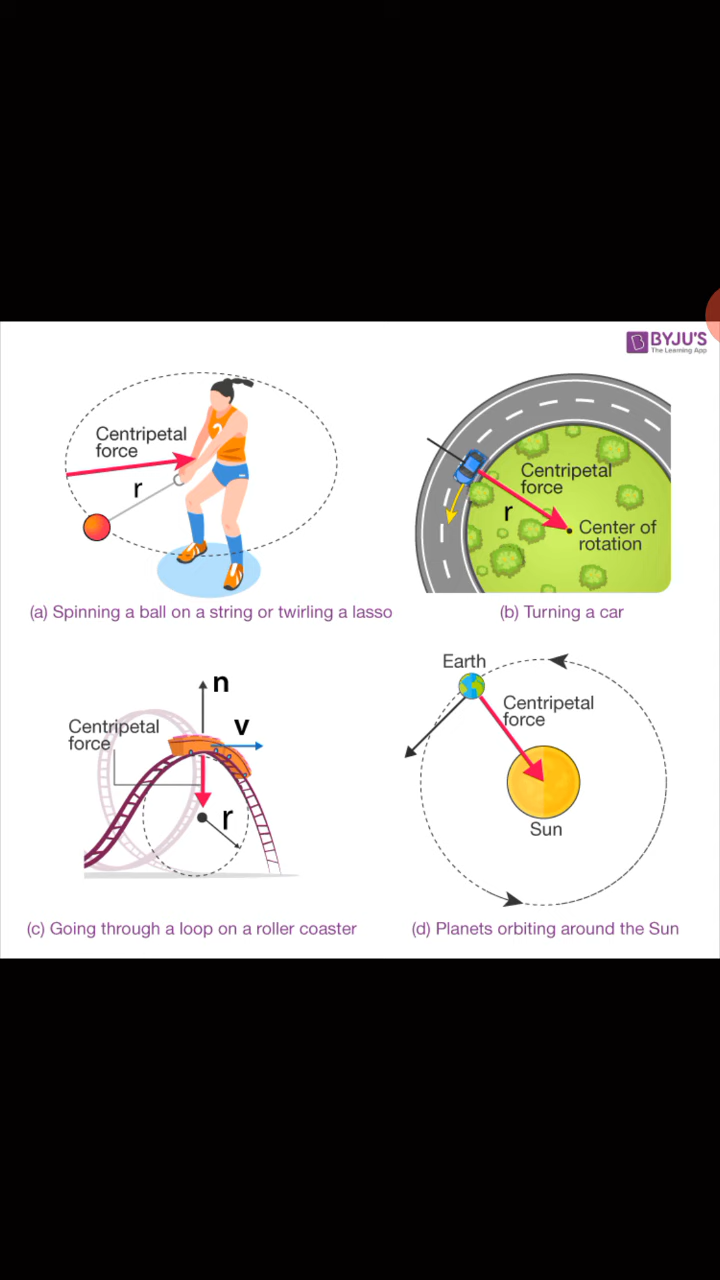 BYJU'S
The Learning App
Centripetal
force
r
(a) Spinning a ball on a string or twirling a lasso
Centripetal
force
r
Center of
rotation
(b) Turning a car
n
v
Centripetal
force
r
(c) Going through a loop on a roller coaster
Earth
Centripetal
force
Sun
(d) Planets orbiting around the Sun